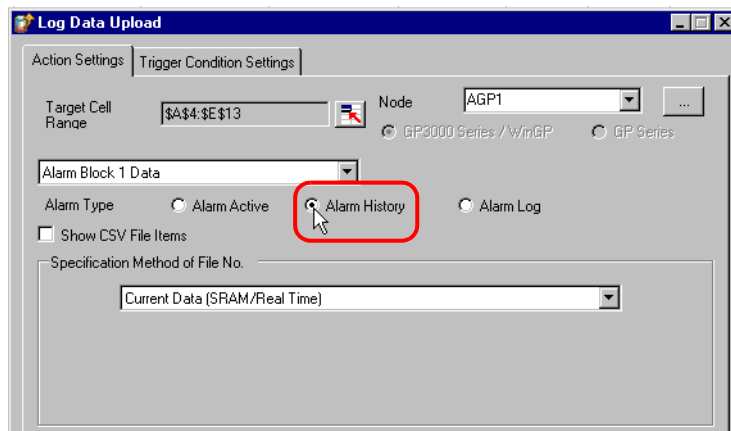 Log Data Upload
Action Settings
Trigger Condition Settings
Target Cell Range
$A$4:$E$13
Node
AGP1
...
GP3000 Series / WinGP
GP Series
Alarm Block 1 Data
Alarm Type
Alarm Active
Alarm History
Alarm Log
Show CSV File Items
Specification Method of File No.
Current Data (SRAM/Real Time)